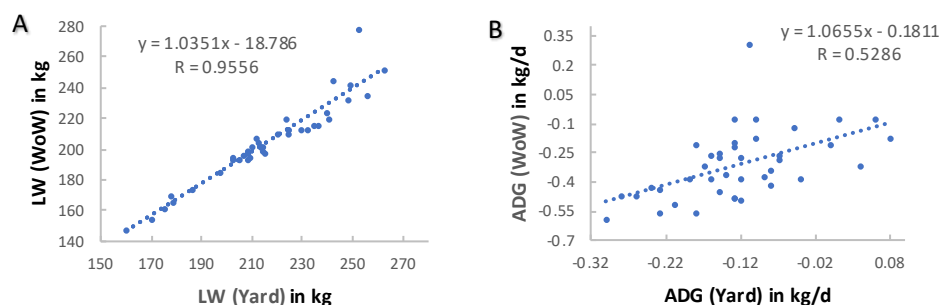 A
y = 1.0351x - 18.786
R = 0.9556
LW (WoW) in kg
280
260
240
220
200
180
160
140
150
170
190
210
230
250
270
LW (Yard) in kg
B
y = 1.0655x - 0.1811
R = 0.5286
ADG (WoW) in kg/d
0.35
0.2
0.05
-0.1
-0.25
-0.4
-0.55
-0.7
-0.32
-0.22
-0.12
-0.02
0.08
ADG (Yard) in kg/d